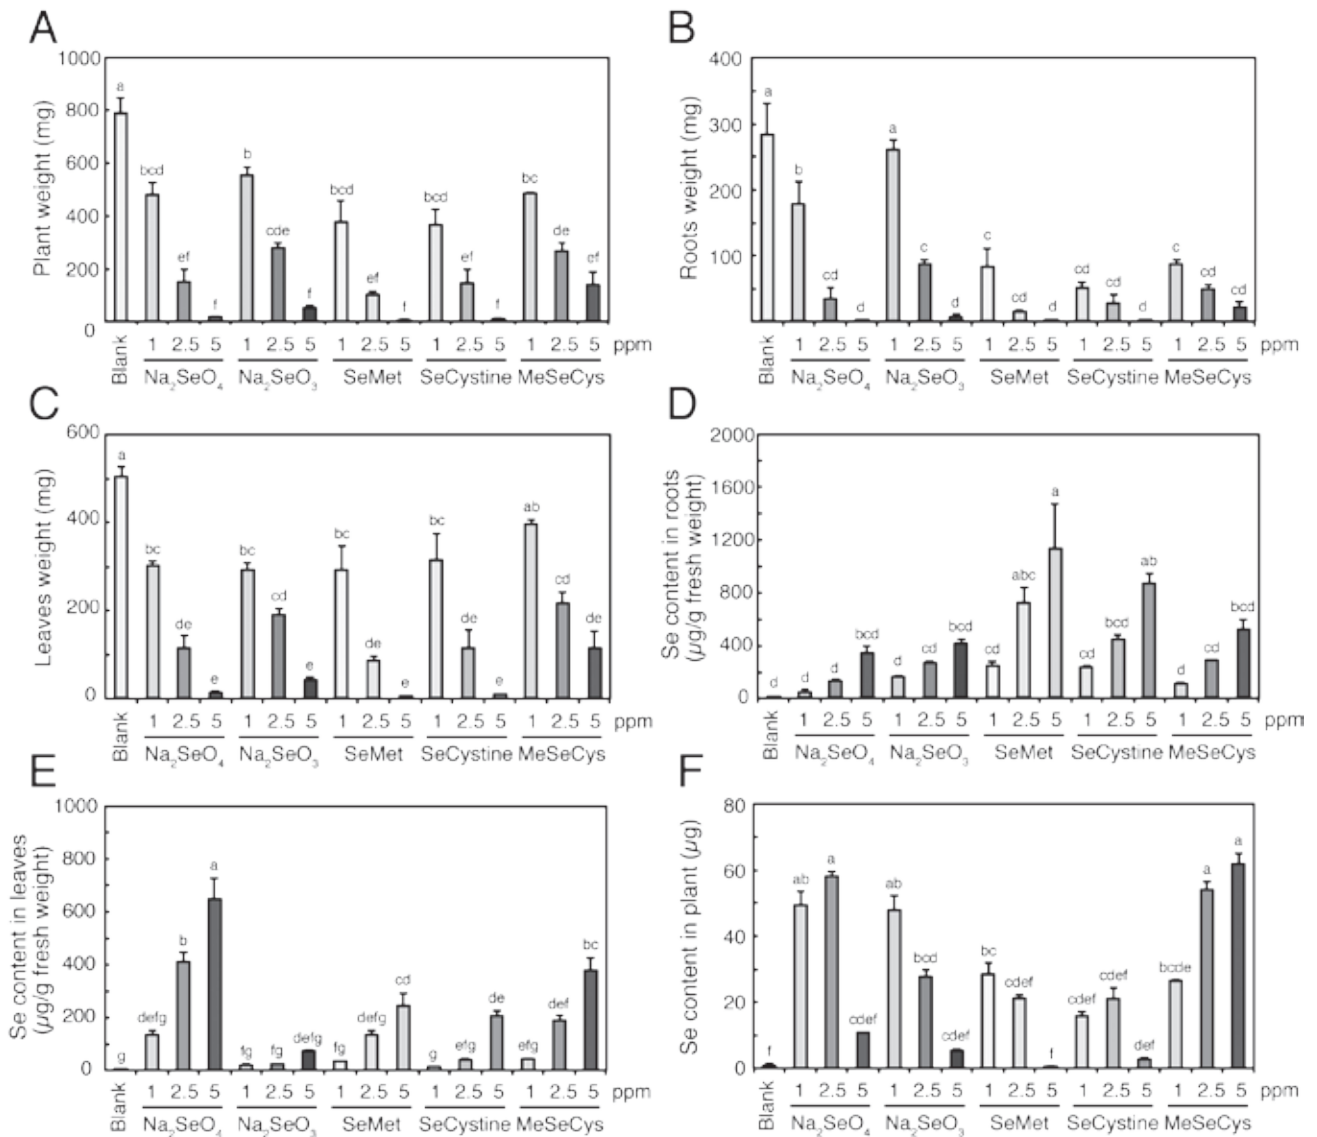 A
Plant weight (mg)
1000
800
600
400
200
0
a
bcd
ef
f
b
cde
f
bcd
ef
f
bcd
ef
f
bc
de
ef
Blank
1 2.5 5 1 2.5 5 1 2.5 5 1 2.5 5 1 2.5 5 ppm
Na₂SeO₄ Na₂SeO₃ SeMet SeCystine MeSeCys
B
Roots weight (mg)
400
300
200
100
a
b
cd
d
a
c
d
c
cd
d
cd
cd
d
c
cd
cd
Blank
1 2.5 5 1 2.5 5 1 2.5 5 1 2.5 5 1 2.5 5 ppm
Na₂SeO₄ Na₂SeO₃ SeMet SeCystine MeSeCys
C
Leaves weight (mg)
600
400
200
0
a
bc
de
e
bc
cd
e
bc
de
e
bc
de
e
ab
cd
de
Blank
1 2.5 5 1 2.5 5 1 2.5 5 1 2.5 5 1 2.5 5
Na₂SeO₄ Na₂SeO₃ SeMet SeCystine MeSeCys
D
Se content in roots
(µg/g fresh weight)
2000
1600
1200
800
400
0
d
d
d
bcd
d
cd
bcd
cd
abc
a
cd
bcd
ab
d
cd
bcd
Blank
1 2.5 5 1 2.5 5 1 2.5 5 1 2.5 5 1 2.5 5 ppm
Na₂SeO₄ Na₂SeO₃ SeMet SeCystine MeSeCys
E
Se content in leaves
(µg/g fresh weight)
1000
800
600
400
200
0
g
defg
b
a
fg
fg
defg
fg
defg
cd
g
efg
de
efg
def
bc
Blank
1 2.5 5 1 2.5 5 1 2.5 5 1 2.5 5 1 2.5 5 ppm
Na₂SeO₄ Na₂SeO₃ SeMet SeCystine MeSeCys
F
Se content in plant (µg)
80
60
40
20
0
f
ab
a
cdef
ab
bcd
cdef
bc
cdef
f
cdef
cdef
def
bcde
a
a
Blank
1 2.5 5 1 2.5 5 1 2.5 5 1 2.5 5 1 2.5 5 ppm
Na₂SeO₄ Na₂SeO₃ SeMet SeCystine MeSeCys